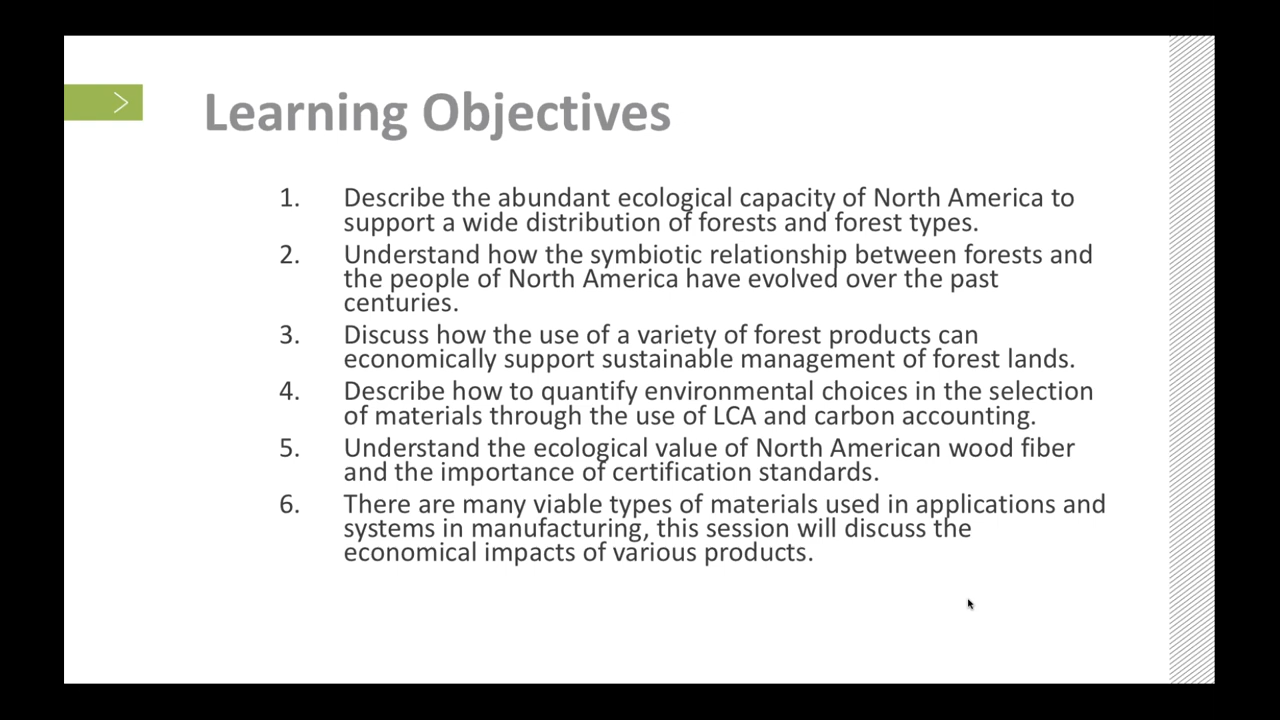 Learning Objectives
1. Describe the abundant ecological capacity of North America to
support a wide distribution of forests and forest types.
2. Understand how the symbiotic relationship between forests and
the people of North America have evolved over the past
centuries.
3. Discuss how the use of a variety of forest products can
economically support sustainable management of forest lands.
4. Describe how to quantify environmental choices in the selection
of materials through the use of LCA and carbon accounting.
5. Understand the ecological value of North American wood fiber
and the importance of certification standards.
6. There are many viable types of materials used in applications and
systems in manufacturing, this session will discuss the
economical impacts of various products.